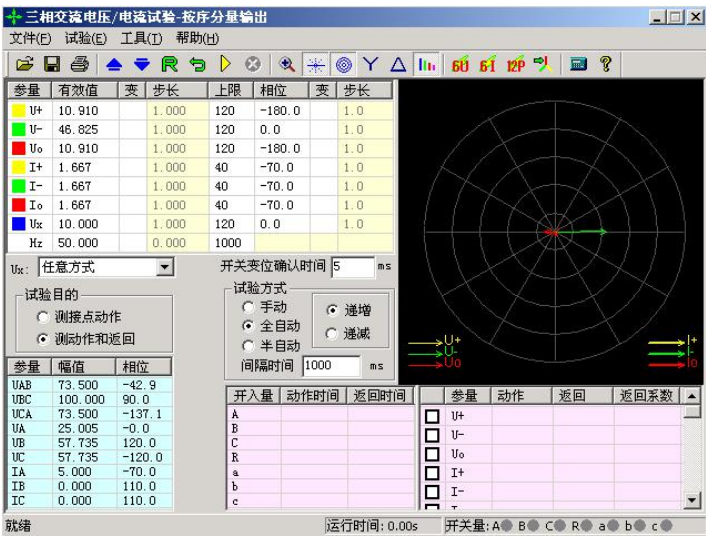 三相交流电压/电流试验-按序分量输出
文件(F) 试验(E) 工具(T) 帮助(H)
6U 6I 12P
参量 有效值 变 步长 上限 相位 变 步长
U+ 10.910 1.000 120 -180.0 1.0
U- 46.825 1.000 120 0.0 1.0
Uo 10.910 1.000 120 -180.0 1.0
I+ 1.667 1.000 40 -70.0 1.0
I- 1.667 1.000 40 -70.0 1.0
Io 1.667 1.000 40 -70.0 1.0
Ux 10.000 1.000 120 0.0 1.0
Hz 50.000 0.000 1000
Ux: 任意方式
开关变位确认时间 5 ms
试验目的
测接点动作
测动作和返回
试验方式
手动
全自动
半自动
递增
递减
间隔时间 1000 ms
U+
U-
Uo
I+
I-
Io
参量 幅值 相位
UAB 73.500 -42.9
UBC 100.000 90.0
UCA 73.500 -137.1
UA 25.005 -0.0
UB 57.735 120.0
UC 57.735 -120.0
IA 5.000 -70.0
IB 0.000 110.0
IC 0.000 110.0
开入量 动作时间 返回时间
A
B
C
R
a
b
c
参量 动作 返回 返回系数
U+
U-
Uo
I+
I-
就绪
运行时间: 0.00s
开关量: A B C R a b c